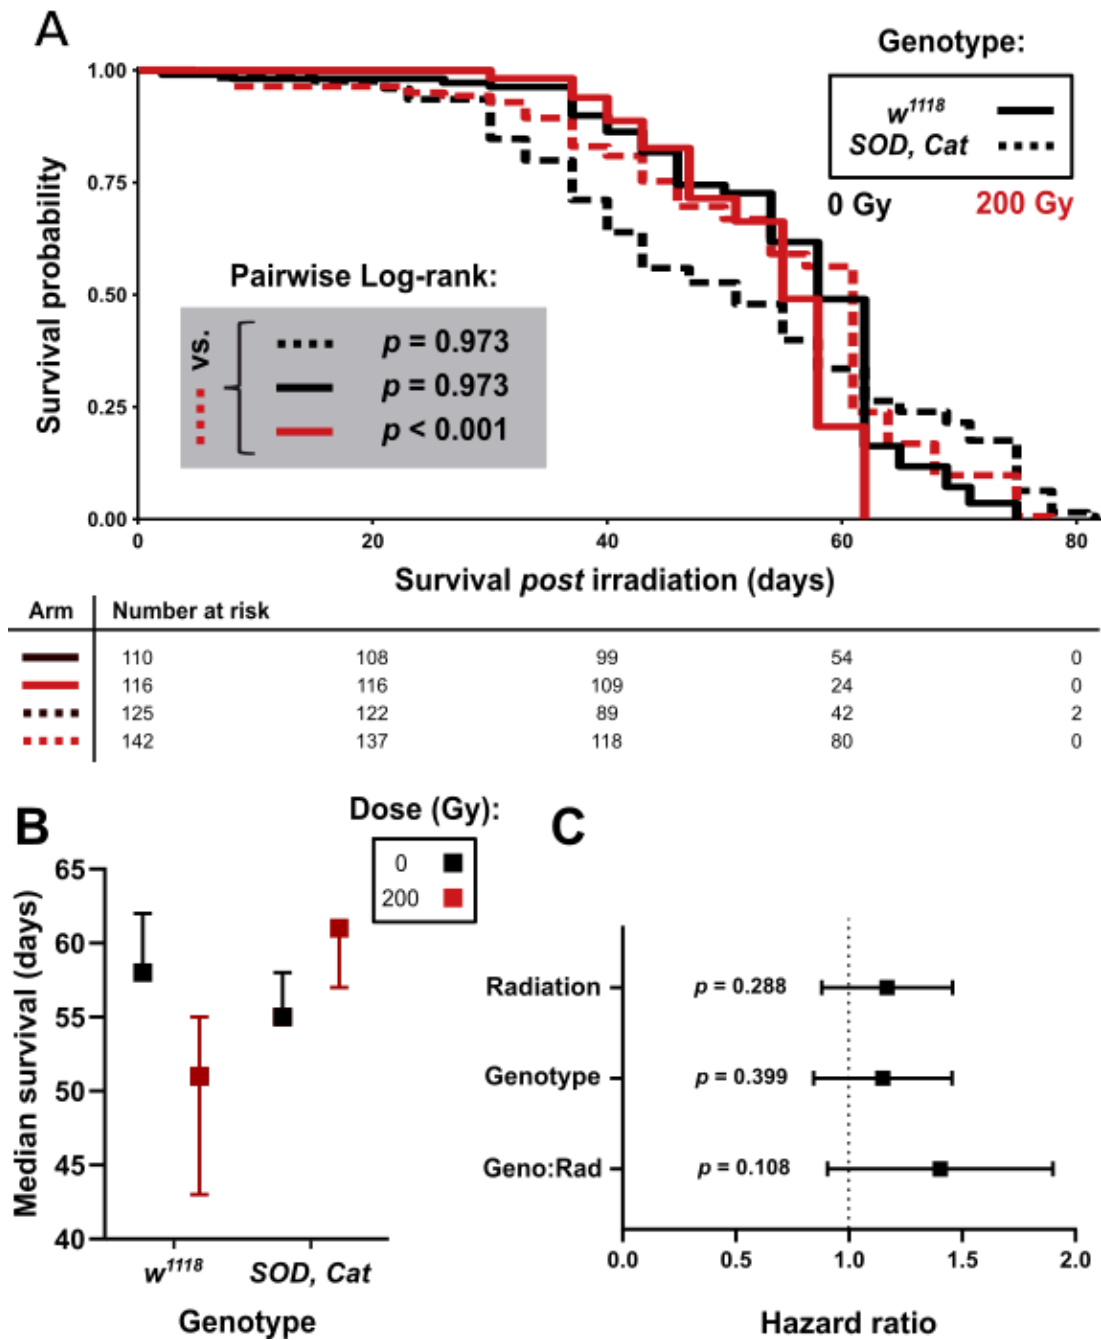 A
Genotype:
w1118
SOD, Cat
0 Gy 200 Gy
Survival probability
1.00
0.75
0.50
0.25
0.00
Pairwise Log-rank:
vs.
p = 0.973
p = 0.973
p < 0.001
0 20 40 60 80
Survival post irradiation (days)
Arm Number at risk
110 108 99 54 0
116 116 109 24 0
125 122 89 42 2
142 137 118 80 0
B
Dose (Gy):
0
200
Median survival (days)
65
60
55
50
45
40
w1118 SOD, Cat
Genotype
C
Radiation p = 0.288
Genotype p = 0.399
Geno:Rad p = 0.108
0.0 0.5 1.0 1.5 2.0
Hazard ratio